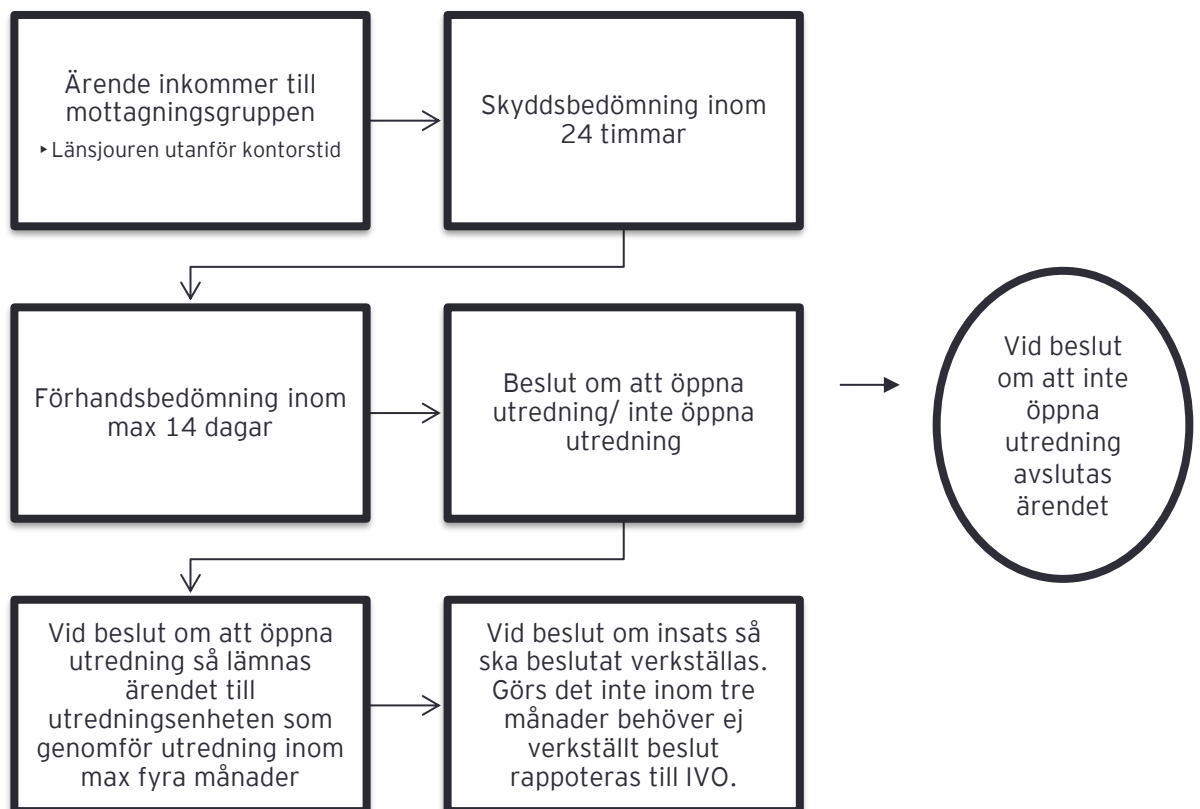 Ärende inkommer till
mottagningsgruppen
‣ Länsjouren utanför kontorstid
Skyddsbedömning inom
24 timmar
Förhandsbedömning inom
max 14 dagar
Beslut om att öppna
utredning/ inte öppna
utredning
Vid beslut
om att inte
öppna
utredning
avslutas
ärendet
Vid beslut om att öppna
utredning så lämnas
ärendet till
utredningsenheten som
genomför utredning inom
max fyra månader
Vid beslut om insats så
ska beslutat verkställas.
Görs det inte inom tre
månader behöver ej
verkställt beslut
rappoteras till IVO.